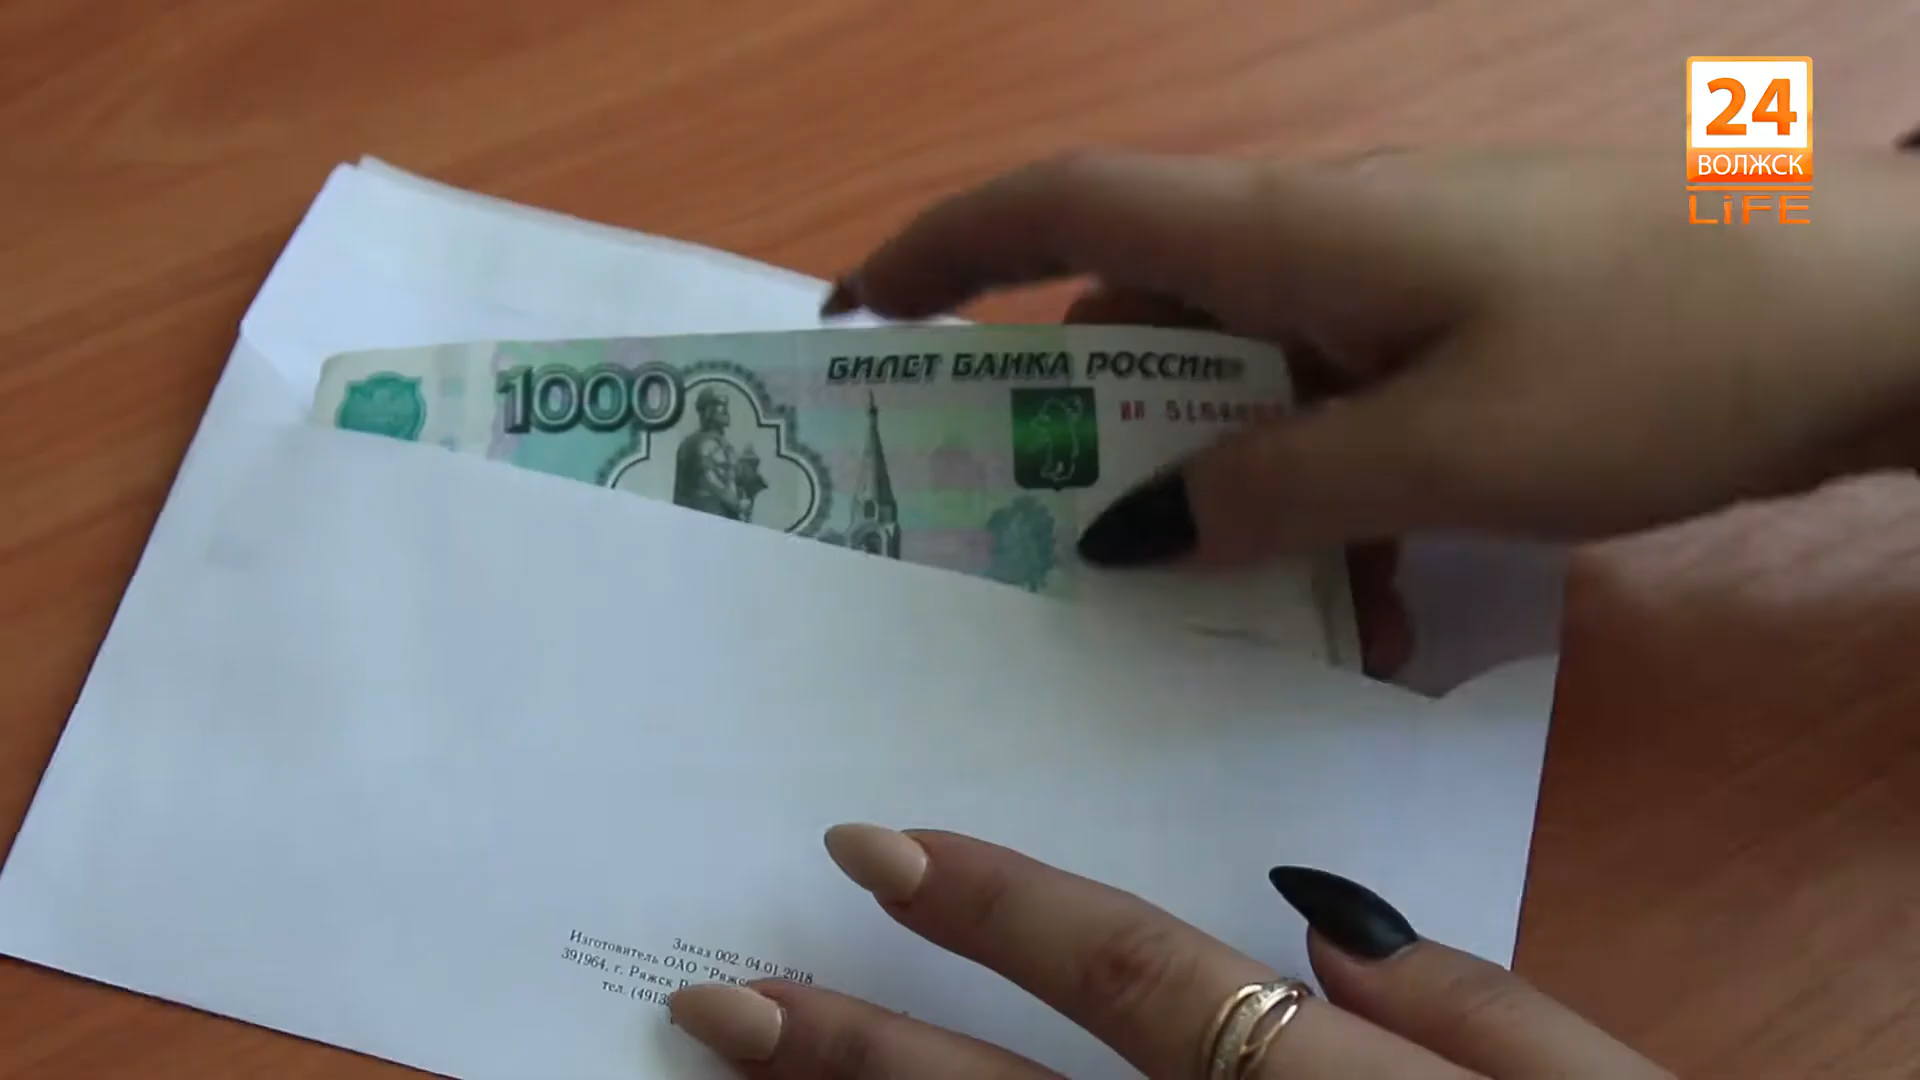 24
ВОЛЖСК
LiFE
1000
БИЛЕТ БАНКА РОССИИ
Заказ 002. 04.01.2018
Изготовитель ОАО
391964, г. Ряжск
тел.